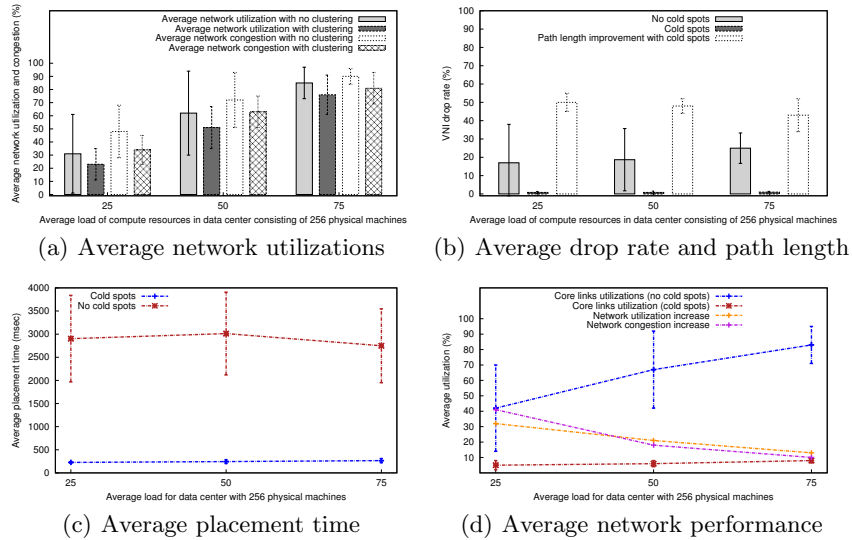 Average network utilization with no clustering
Average network utilization with clustering
Average network congestion with no clustering
Average network congestion with clustering
Average network utilization and congestion (%)
100
90
80
70
60
50
40
30
20
10
0
25 50 75
Average load of compute resources in data center consisting of 256 physical machines
(a) Average network utilizations
No cold spots
Cold spots
Path length improvement with cold spots
VNI drop rate (%)
100
80
60
40
20
0
25 50 75
Average load of compute resources in data center consisting of 256 physical machines
(b) Average drop rate and path length
Cold spots
No cold spots
Average placement time (msec)
4000
3500
3000
2500
2000
1500
1000
500
0
25 50 75
Average load for data center with 256 physical machines
(c) Average placement time
Core links utilizations (no cold spots)
Core links utilization (cold spots)
Network utilization increase
Network congestion increase
Average utilization (%)
100
90
80
70
60
50
40
30
20
10
25 50 75
Average load for data center with 256 physical machines
(d) Average network performance